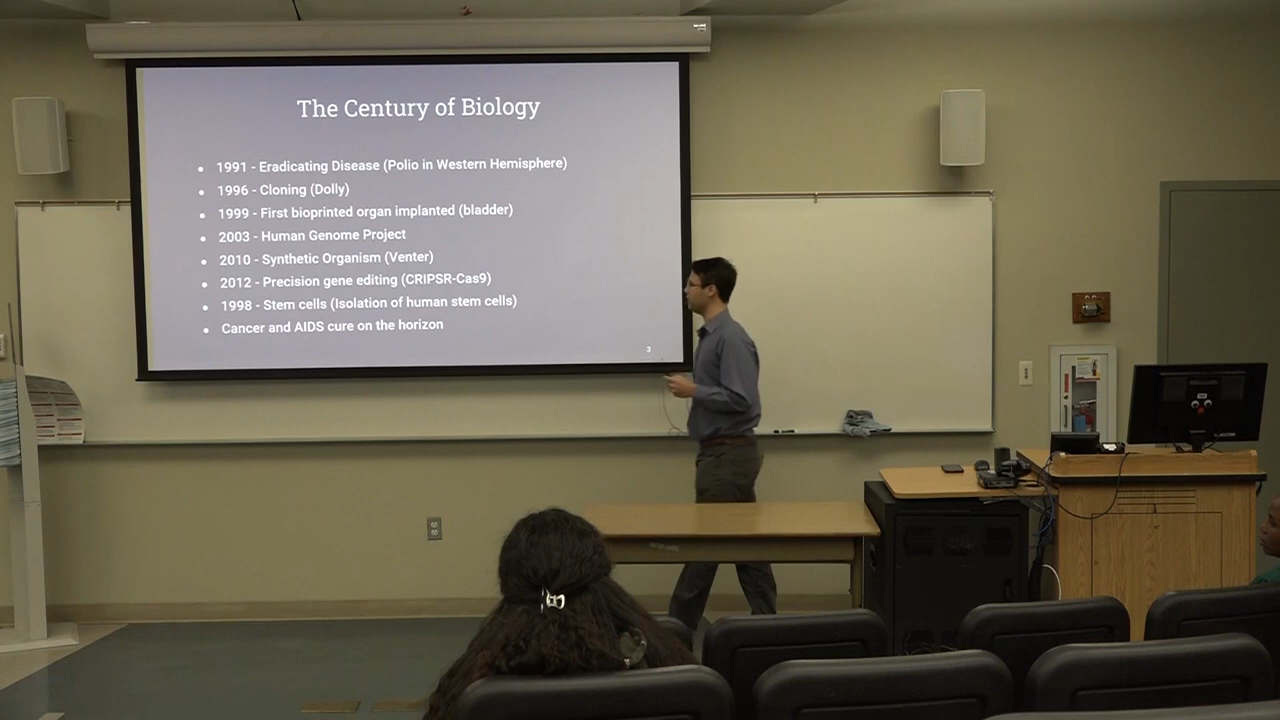 The Century of Biology
● 1991 - Eradicating Disease (Polio in Western Hemisphere)
● 1996 - Cloning (Dolly)
● 1999 - First bioprinted organ implanted (bladder)
● 2003 - Human Genome Project
● 2010 - Synthetic Organism (Venter)
● 2012 - Precision gene editing (CRIPSR-Cas9)
● 1998 - Stem cells (Isolation of human stem cells)
● Cancer and AIDS cure on the horizon
3